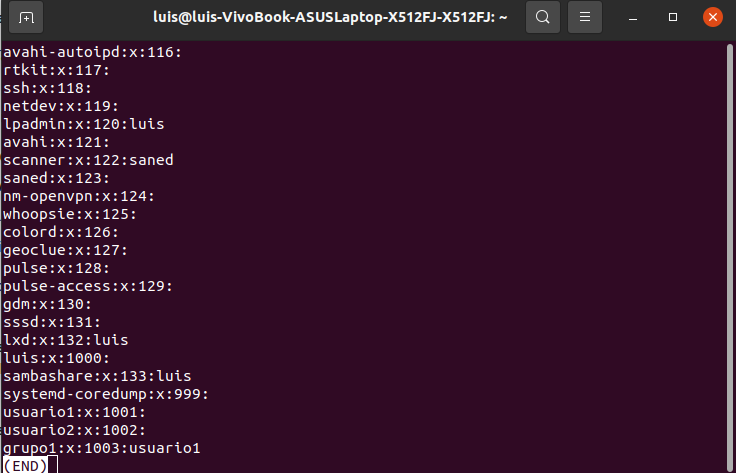 luis@luis-VivoBook-ASUSLaptop-X512FJ-X512FJ: ~
avahi-autoipd:x:116:
rtkit:x:117:
ssh:x:118:
netdev:x:119:
lpadmin:x:120:luis
avahi:x:121:
scanner:x:122:saned
saned:x:123:
nm-openvpn:x:124:
whoopsie:x:125:
colord:x:126:
geoclue:x:127:
pulse:x:128:
pulse-access:x:129:
gdm:x:130:
sssd:x:131:
lxd:x:132:luis
luis:x:1000:
sambashare:x:133:luis
systemd-coredump:x:999:
usuario1:x:1001:
usuario2:x:1002:
grupo1:x:1003:usuario1
(END)